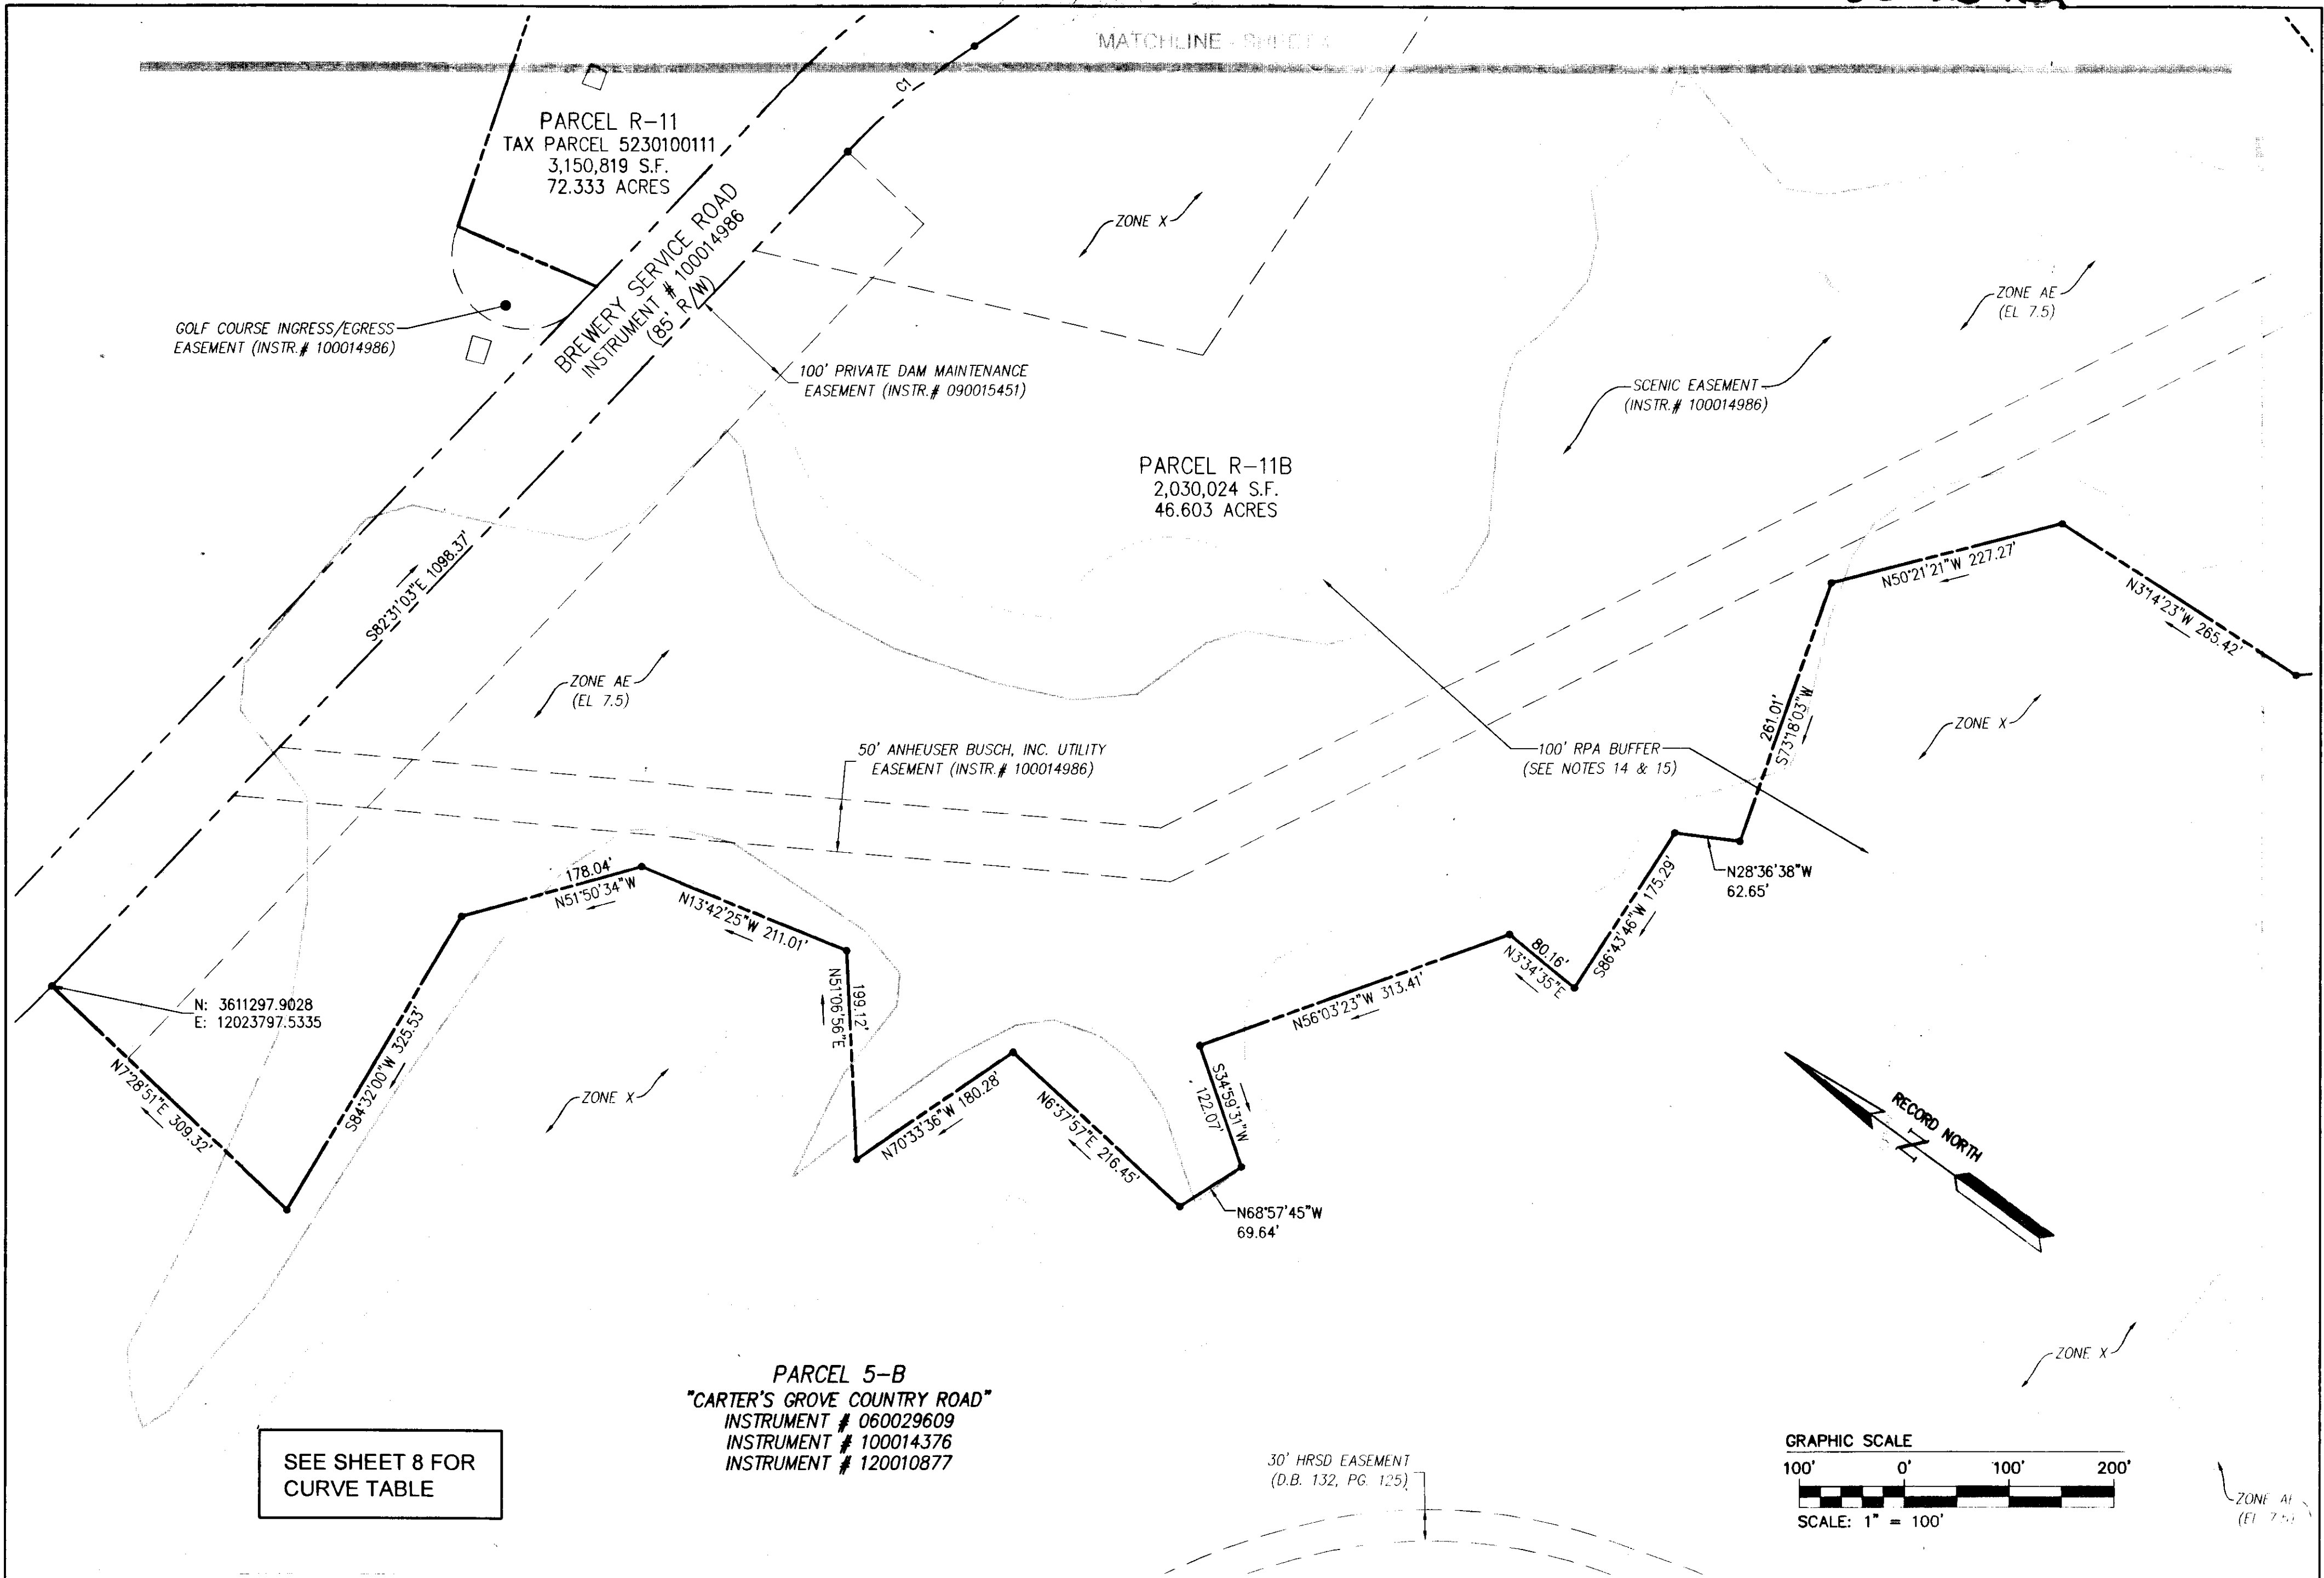 MATCHLINE - SHEET
C1
PARCEL R-11
TAX PARCEL 5230100111
3,150,819 S.F.
72.333 ACRES
BREWERY SERVICE ROAD
INSTRUMENT # 100014986
(85' R/W)
ZONE X
ZONE AE
(EL 7.5)
GOLF COURSE INGRESS/EGRESS
EASEMENT (INSTR.# 100014986)
100' PRIVATE DAM MAINTENANCE
EASEMENT (INSTR.# 090015451)
SCENIC EASEMENT
(INSTR.# 100014986)
PARCEL R-11B
2,030,024 S.F.
46.603 ACRES
S82°31'03"E 1098.37'
N50°21'21"W 227.27'
N3°14'23"W 265.42'
ZONE AE
(EL 7.5)
261.01'
S73°18'03"W
ZONE X
50' ANHEUSER BUSCH, INC. UTILITY
EASEMENT (INSTR.# 100014986)
100' RPA BUFFER
(SEE NOTES 14 & 15)
178.04'
N51°50'34"W
N13°42'25"W 211.01'
N28°36'38"W
62.65'
S86°43'46"W 175.29'
80.16'
N3°34'35"E
N: 3611297.9028
E: 12023797.5335
S84°32'00"W 325.53'
199.12'
N51°06'56"E
N56°03'23"W 313.41'
N7°28'51"E 309.32'
ZONE X
N70°33'36"W 180.28'
N6°37'57"E 216.45'
S34°59'31"W
122.07'
N68°57'45"W
69.64'
RECORD NORTH
N
ZONE X
PARCEL 5-B
"CARTER'S GROVE COUNTRY ROAD"
INSTRUMENT # 060029609
INSTRUMENT # 100014376
INSTRUMENT # 120010877
SEE SHEET 8 FOR
CURVE TABLE
30' HRSD EASEMENT
(D.B. 132, PG. 125)
GRAPHIC SCALE
100' 0' 100' 200'
SCALE: 1" = 100'
ZONE AE
(EL 7.5)